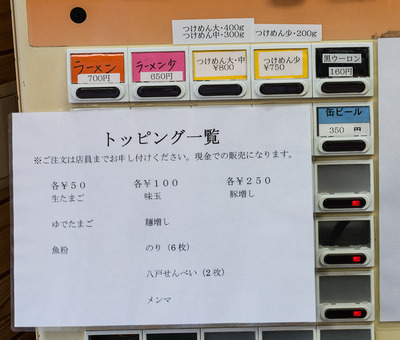 つけめん大・400g
つけめん中・300g
つけめん少・200g
ラーメン
700円
ラーメン少
650円
つけめん大・中
¥800
つけめん少
¥750
黒ウーロン
160円
缶ビール
350 円
トッピング一覧
※ご注文は店員までお申し付けください。現金での販売になります。
各￥５０
生たまご
ゆでたまご
魚粉
各￥１００
味玉
麺増し
のり（６枚）
八戸せんべい（２枚）
メンマ
各￥２５０
豚増し